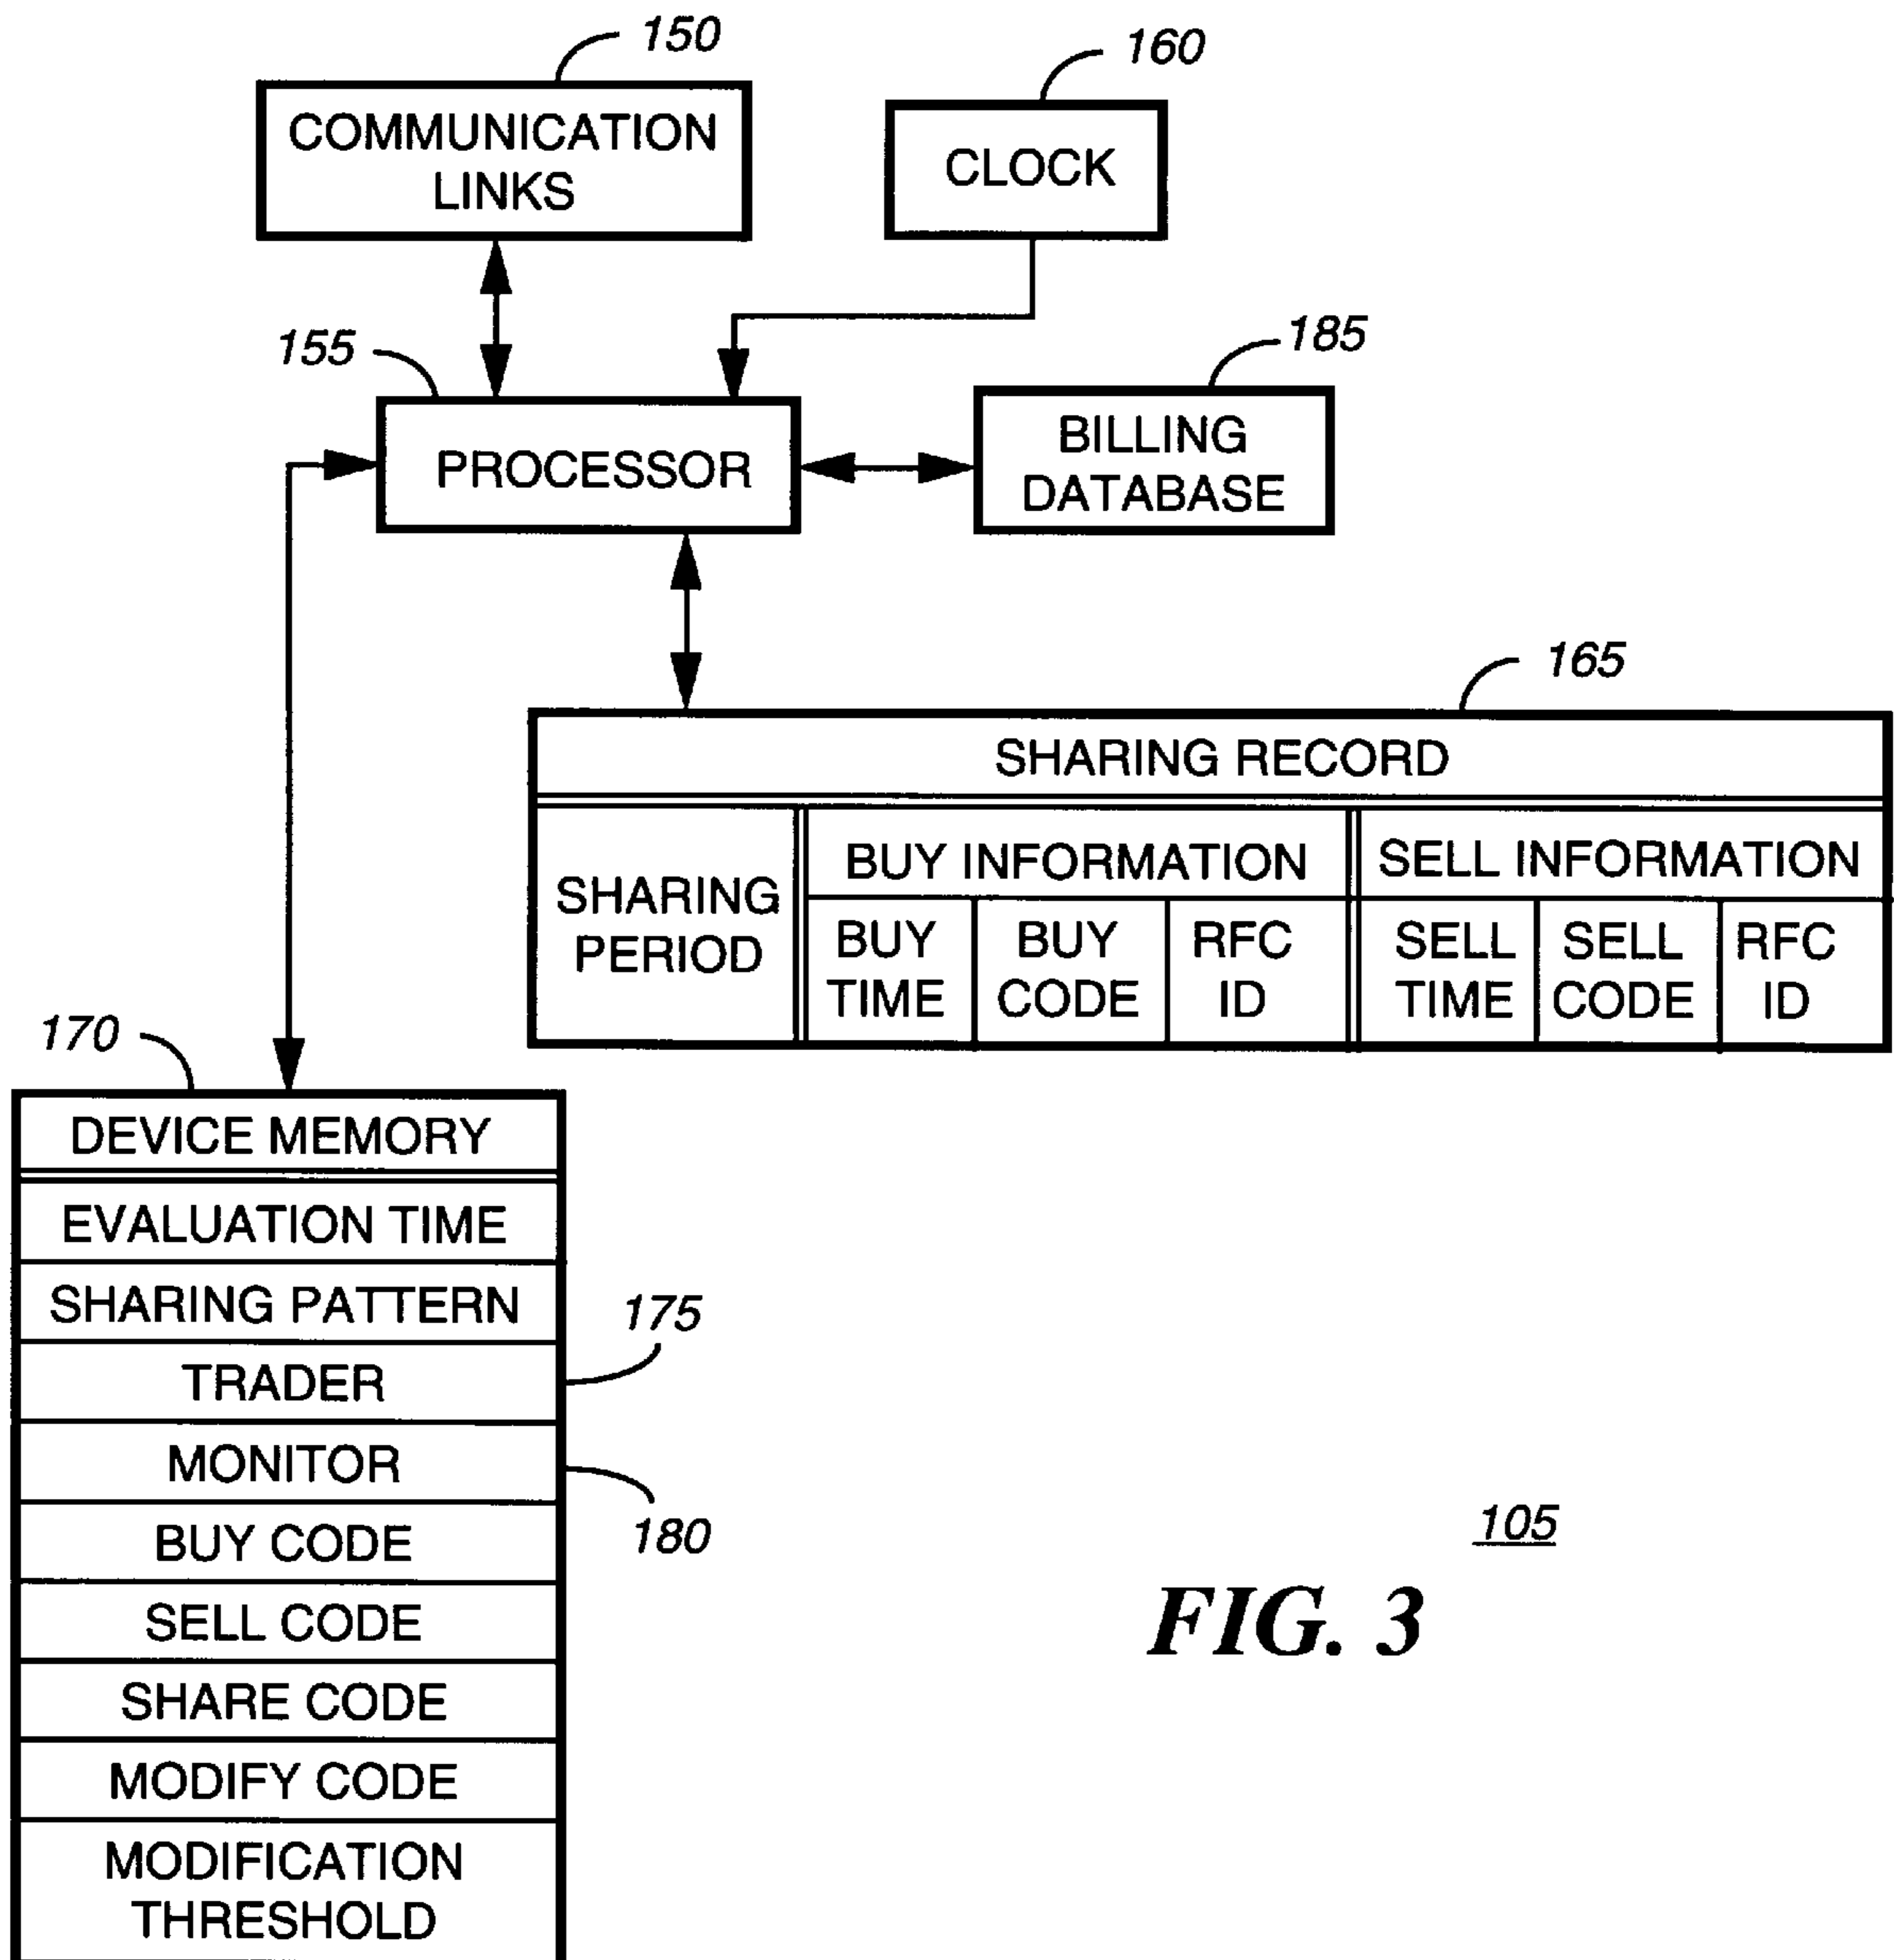 150
160
COMMUNICATION
LINKS
CLOCK
155
185
PROCESSOR
BILLING
DATABASE
165
SHARING RECORD
SHARING
PERIOD
BUY INFORMATION
SELL INFORMATION
BUY
TIME
BUY
CODE
RFC
ID
SELL
TIME
SELL
CODE
RFC
ID
170
DEVICE MEMORY
EVALUATION TIME
SHARING PATTERN
175
TRADER
MONITOR
180
BUY CODE
SELL CODE
SHARE CODE
MODIFY CODE
MODIFICATION
THRESHOLD
105
FIG. 3